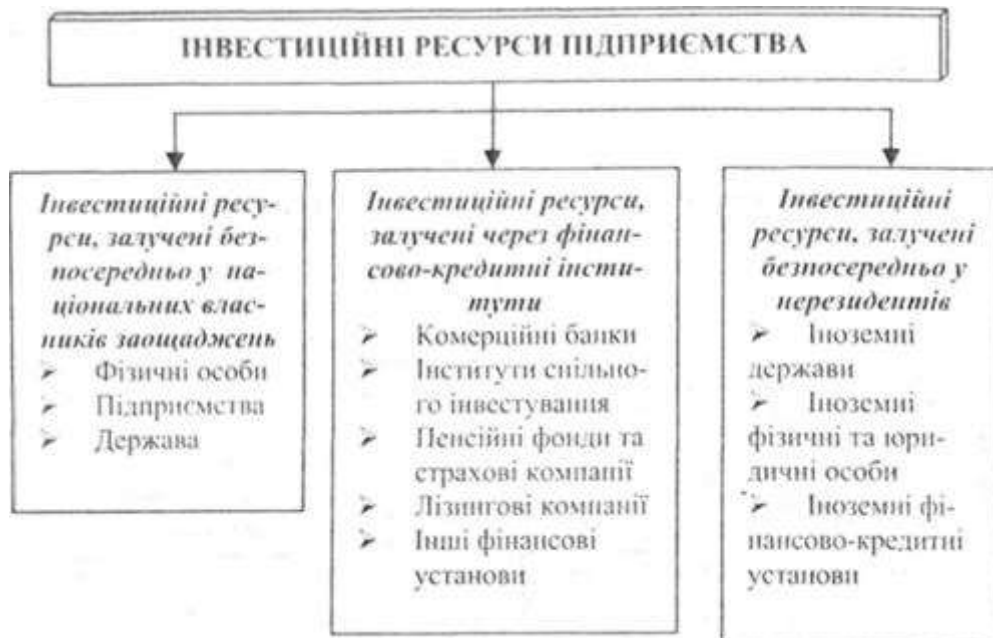 ІНВЕСТИЦІЙНІ РЕСУРСИ ПІДПРИЄМСТВА
Інвестиційні ресу-
рси, залучені без-
посередньо у на-
ціональних влас-
ників заощаджень
➢ Фізичні особи
➢ Підприємства
➢ Держава
Інвестиційні ресурси,
залучені через фінан-
сово-кредитні інсти-
тути
➢ Комерційні банки
➢ Інститути спільно-
го інвестування
➢ Пенсійні фонди та
страхові компанії
➢ Лізингові компанії
➢ Інші фінансові
установи
Інвестиційні
ресурси, залучені
безпосередньо у
нерезидентів
➢ Іноземні
держави
➢ Іноземні
фізичні та юри-
дичні особи
➢ Іноземні фі-
нансово-кредитні
установи